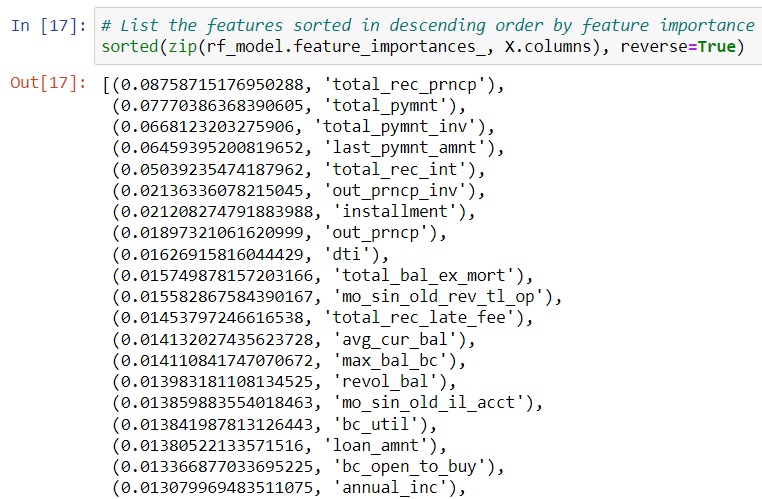 In [17]: # List the features sorted in descending order by feature importance
sorted(zip(rf_model.feature_importances_, X.columns), reverse=True)
Out[17]: [(0.08758715176950288, 'total_rec_prncp'),
(0.07770386368390605, 'total_pymnt'),
(0.0668123203275906, 'total_pymnt_inv'),
(0.06459395200819652, 'last_pymnt_amnt'),
(0.05039235474187962, 'total_rec_int'),
(0.02136336078215045, 'out_prncp_inv'),
(0.021208274791883988, 'installment'),
(0.01897321061620999, 'out_prncp'),
(0.01626915816044429, 'dti'),
(0.015749878157203166, 'total_bal_ex_mort'),
(0.015582867584390167, 'mo_sin_old_rev_tl_op'),
(0.01453797246616538, 'total_rec_late_fee'),
(0.014132027435623728, 'avg_cur_bal'),
(0.014110841747070672, 'max_bal_bc'),
(0.013983181108134525, 'revol_bal'),
(0.013859883554018463, 'mo_sin_old_il_acct'),
(0.013841987813126443, 'bc_util'),
(0.01380522133571516, 'loan_amnt'),
(0.013366877033695225, 'bc_open_to_buy'),
(0.013079969483511075, 'annual_inc'),